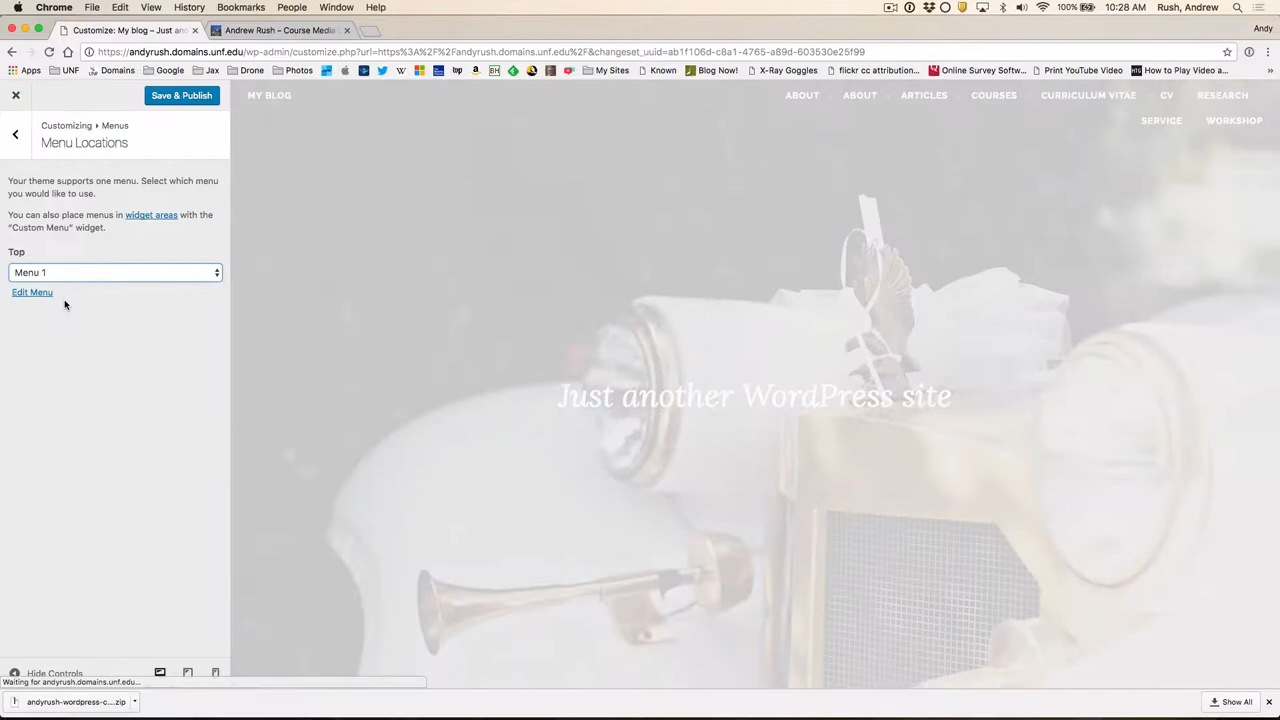 Chrome File Edit View History Bookmarks People Window Help 100% 10:28 AM Rush, Andrew
Customize: My blog – Just and × Andrew Rush – Course Media × Andy
https://andyrush.domains.unf.edu/wp-admin/customize.php?url=https%3A%2F%2Fandyrush.domains.unf.edu%2F&changeset_uuid=ab1f106d-c8a1-4765-a89d-603530e25f99
Apps UNF Domains Google Jax Drone Photos My Sites Known Blog Now! X-Ray Goggles flickr cc attribution... Online Survey Softw... Print YouTube Video How to Play Video a...
Save & Publish
MY BLOG
ABOUT ABOUT ARTICLES COURSES CURRICULUM VITAE CV RESEARCH
SERVICE WORKSHOP
Customizing ▸ Menus
Menu Locations
Your theme supports one menu. Select which menu
you would like to use.
You can also place menus in widget areas with the
“Custom Menu” widget.
Top
Menu 1
Edit Menu
Just another WordPress site
Hide Controls
Waiting for andyrush.domains.unf.edu...
andyrush-wordpress-c....zip
Show All